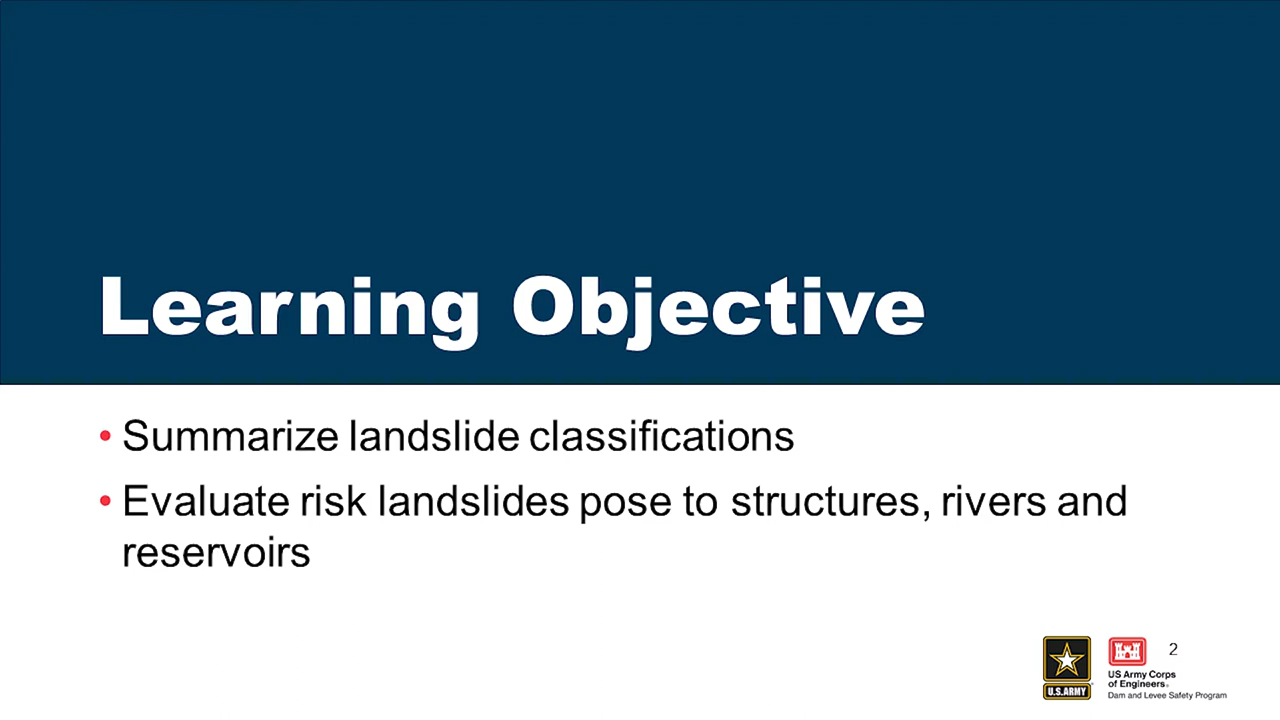 Learning Objective
• Summarize landslide classifications
• Evaluate risk landslides pose to structures, rivers and
reservoirs
2
U.S.ARMY
US Army Corps
of Engineers®
Dam and Levee Safety Program